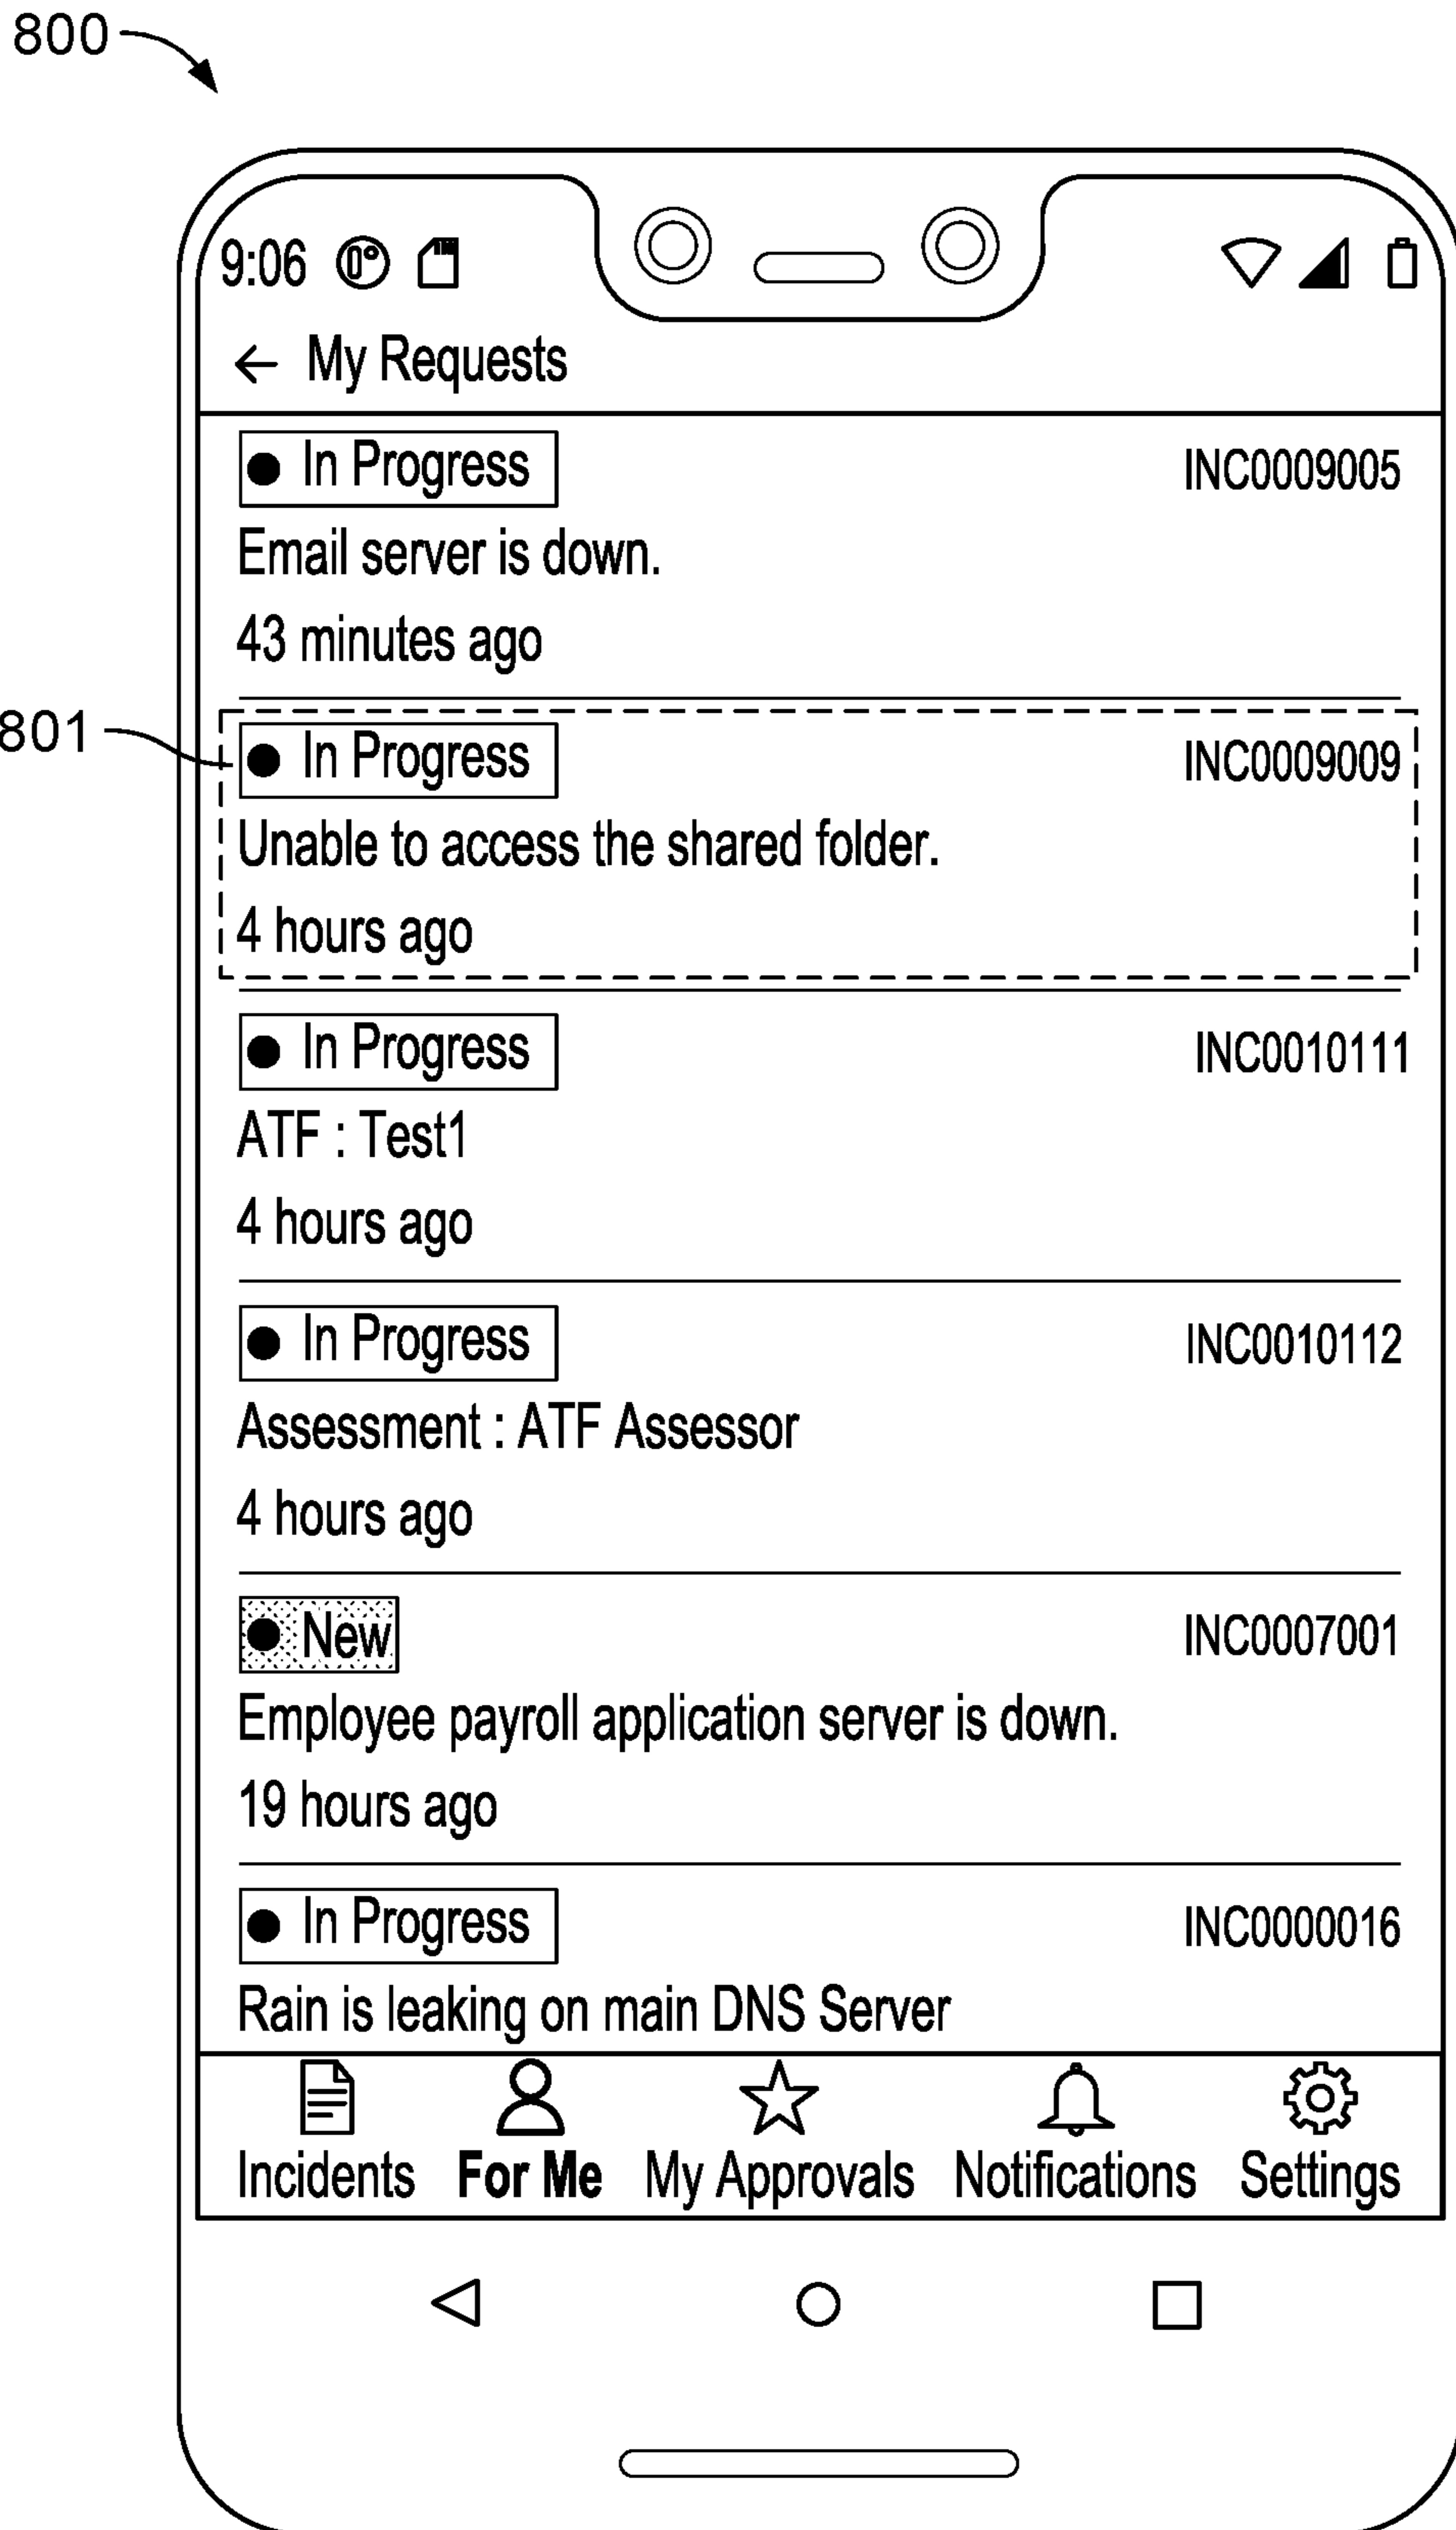 800
9:06
← My Requests
● In Progress INC0009005
Email server is down.
43 minutes ago
801
● In Progress INC0009009
Unable to access the shared folder.
4 hours ago
● In Progress INC0010111
ATF : Test1
4 hours ago
● In Progress INC0010112
Assessment : ATF Assessor
4 hours ago
● New INC0007001
Employee payroll application server is down.
19 hours ago
● In Progress INC0000016
Rain is leaking on main DNS Server
Incidents For Me My Approvals Notifications Settings